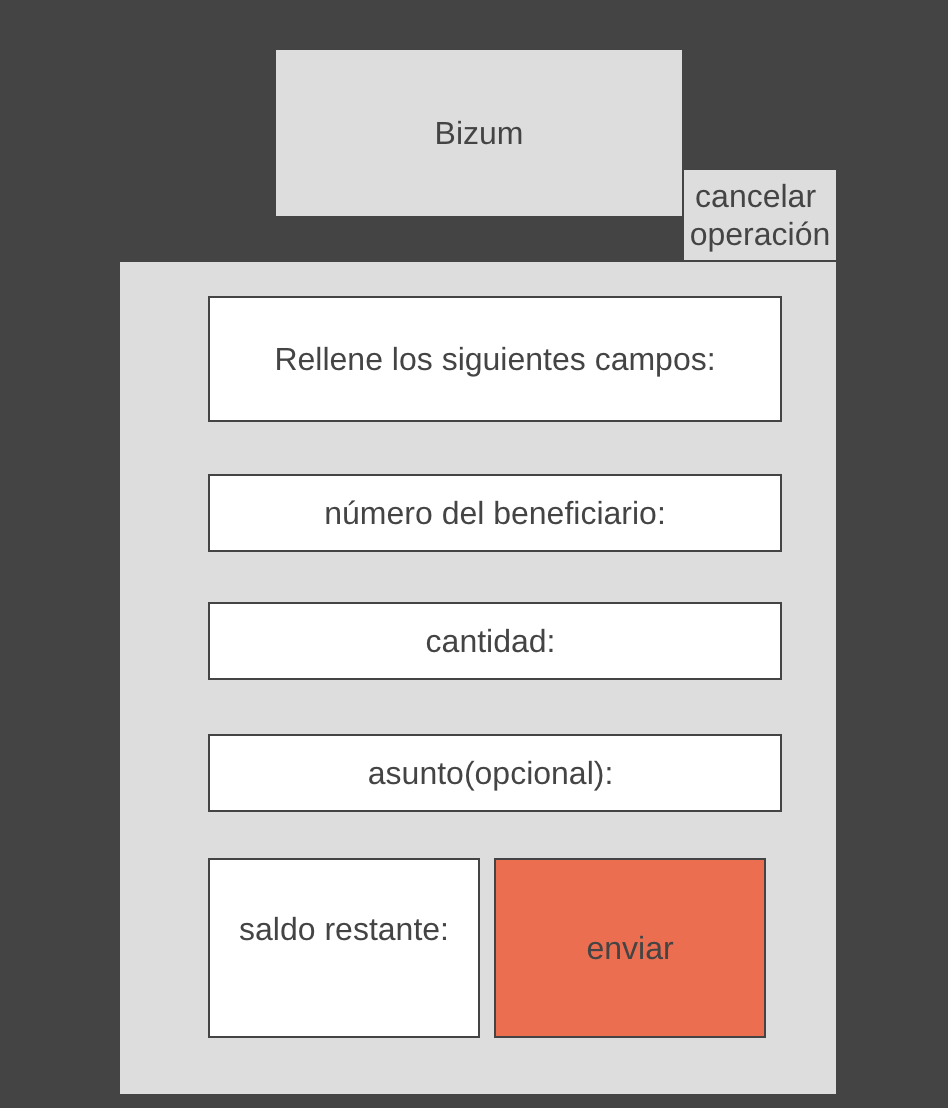 Bizum
cancelar
operación
Rellene los siguientes campos:
número del beneficiario:
cantidad:
asunto(opcional):
saldo restante:
enviar